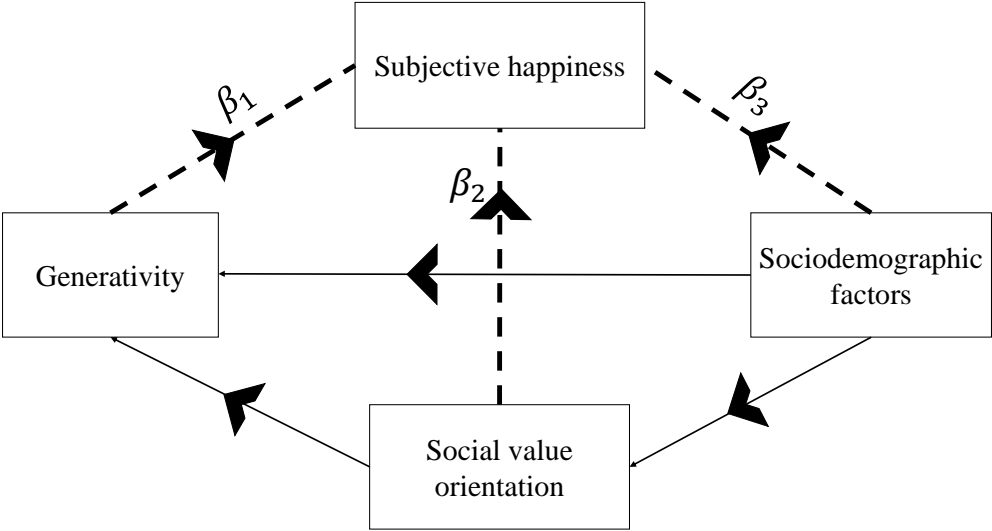 Subjective happiness
β₁
β₃
β₂
Generativity
Sociodemographic
factors
Social value
orientation